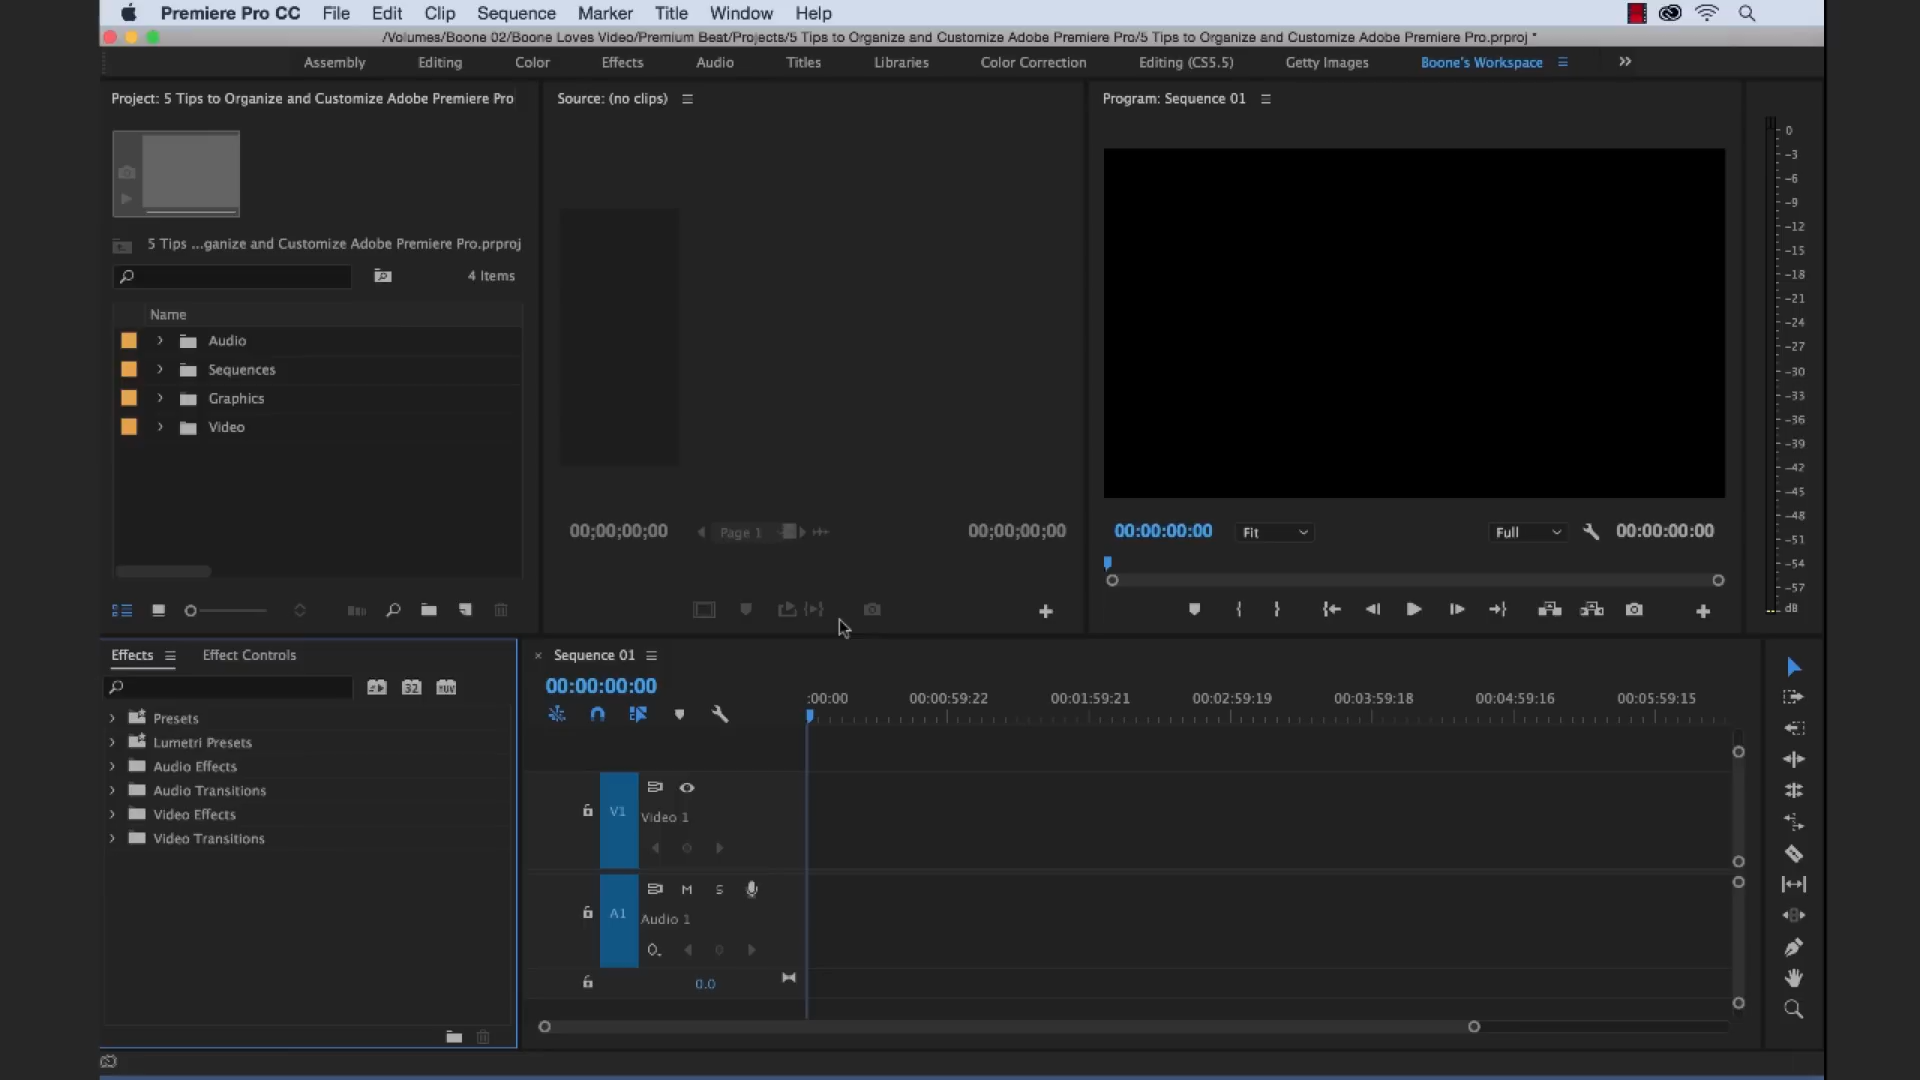 Premiere Pro CC File Edit Clip Sequence Marker Title Window Help
/Volumes/Boone 02/Boone Loves Video/Premium Beat/Projects/5 Tips to Organize and Customize Adobe Premiere Pro/5 Tips to Organize and Customize Adobe Premiere Pro.prproj *
Assembly Editing Color Effects Audio Titles Libraries Color Correction Editing (CS5.5) Getty Images Boone's Workspace
Project: 5 Tips to Organize and Customize Adobe Premiere Pro
Source: (no clips)
Program: Sequence 01
5 Tips ...ganize and Customize Adobe Premiere Pro.prproj
4 Items
Name
Audio
Sequences
Graphics
Video
00;00;00;00 Page 1 00;00;00;00
00:00:00:00 Fit Full 00:00:00:00
0
-3
-6
-9
-12
-15
-18
-21
-24
-27
-30
-33
-36
-39
-42
-45
-48
-51
-54
-57
dB
Effects Effect Controls
32 YUV
Presets
Lumetri Presets
Audio Effects
Audio Transitions
Video Effects
Video Transitions
× Sequence 01
00:00:00:00
:00:00 00:00:59:22 00:01:59:21 00:02:59:19 00:03:59:18 00:04:59:16 00:05:59:15
V1
Video 1
A1 M S
Audio 1
0.0